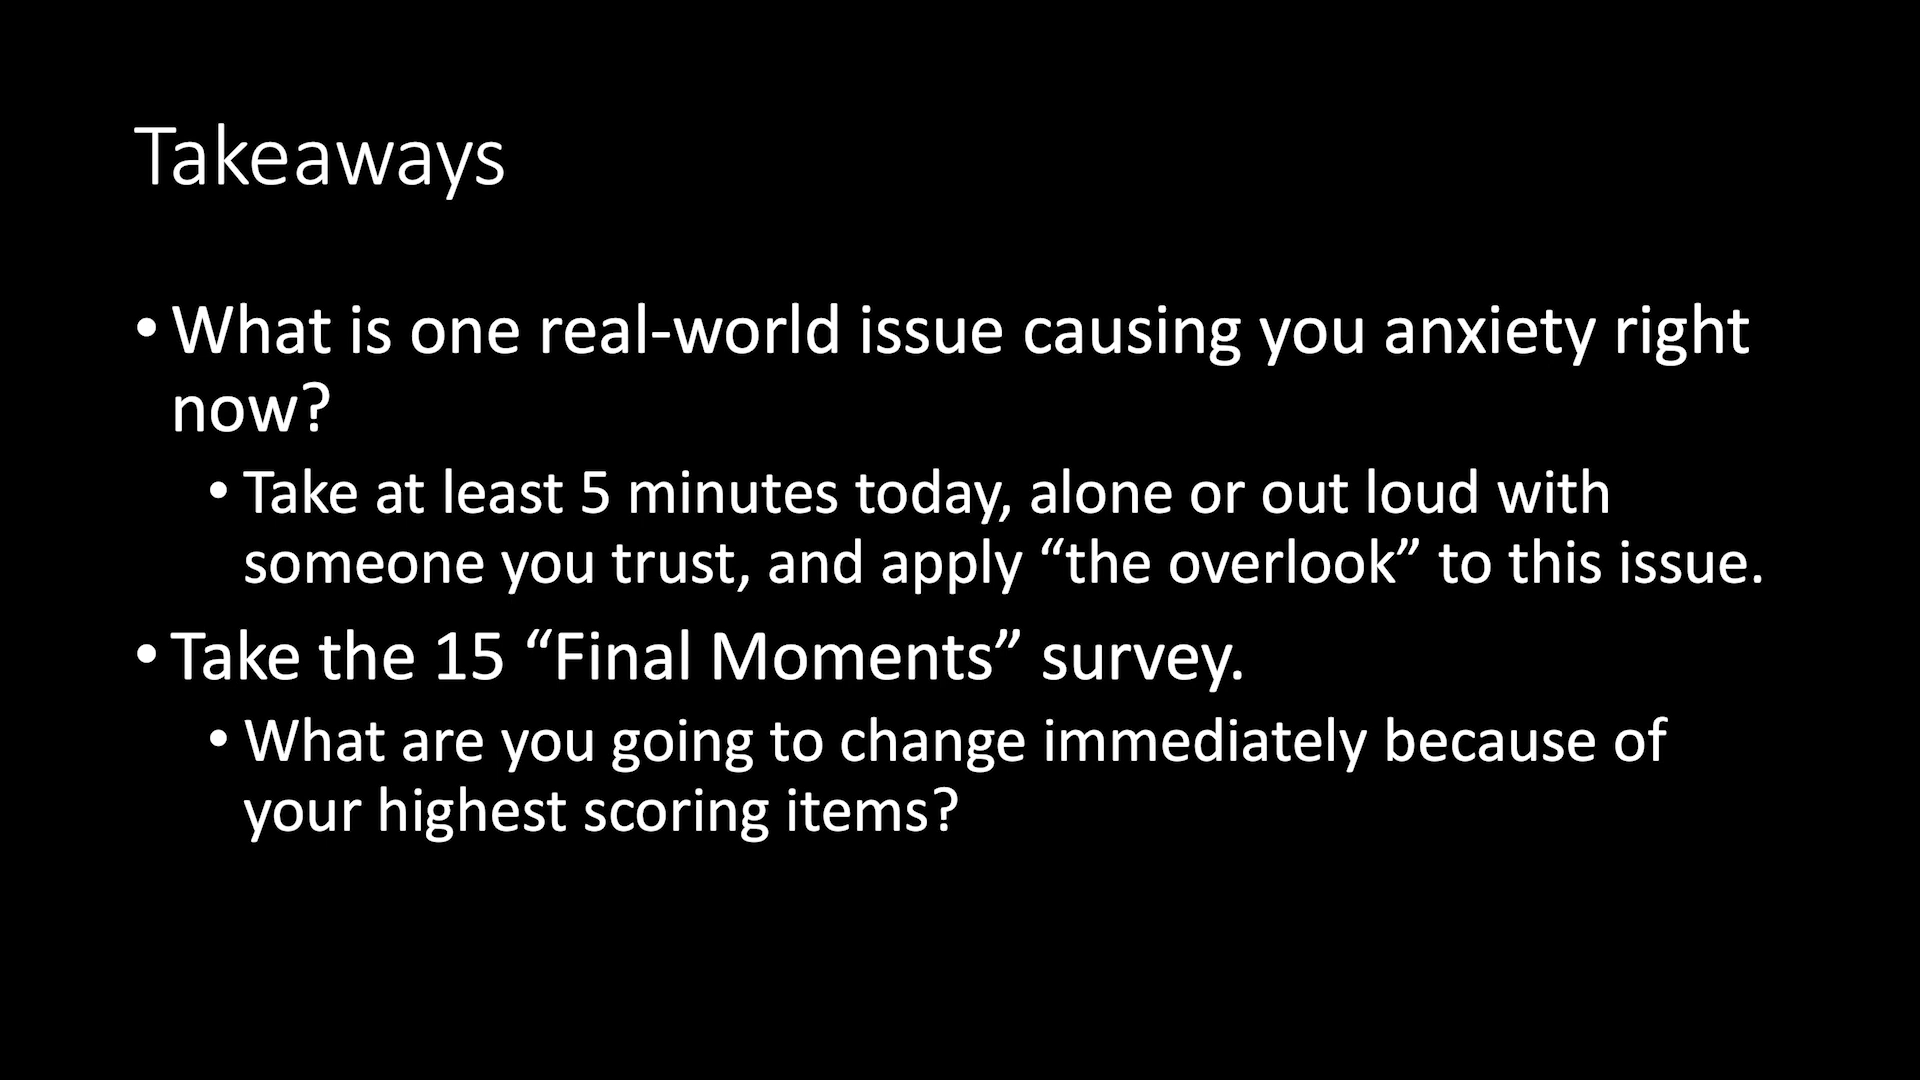 Takeaways
• What is one real-world issue causing you anxiety right
now?
• Take at least 5 minutes today, alone or out loud with
someone you trust, and apply “the overlook” to this issue.
• Take the 15 “Final Moments” survey.
• What are you going to change immediately because of
your highest scoring items?